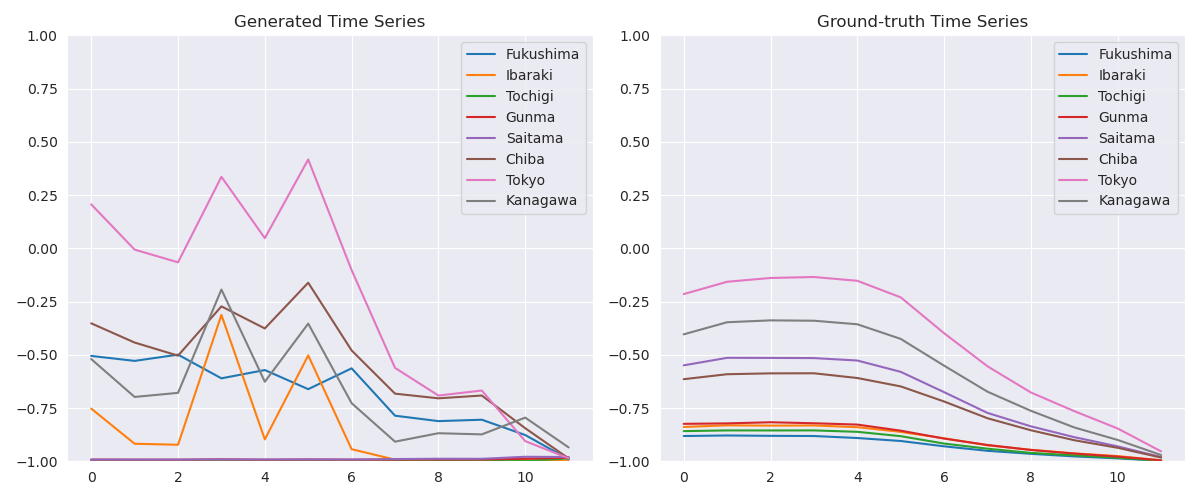 Generated Time Series
1.00
0.75
0.50
0.25
0.00
−0.25
−0.50
−0.75
−1.00
0 2 4 6 8 10
Fukushima
Ibaraki
Tochigi
Gunma
Saitama
Chiba
Tokyo
Kanagawa
Ground-truth Time Series
1.00
0.75
0.50
0.25
0.00
−0.25
−0.50
−0.75
−1.00
0 2 4 6 8 10
Fukushima
Ibaraki
Tochigi
Gunma
Saitama
Chiba
Tokyo
Kanagawa